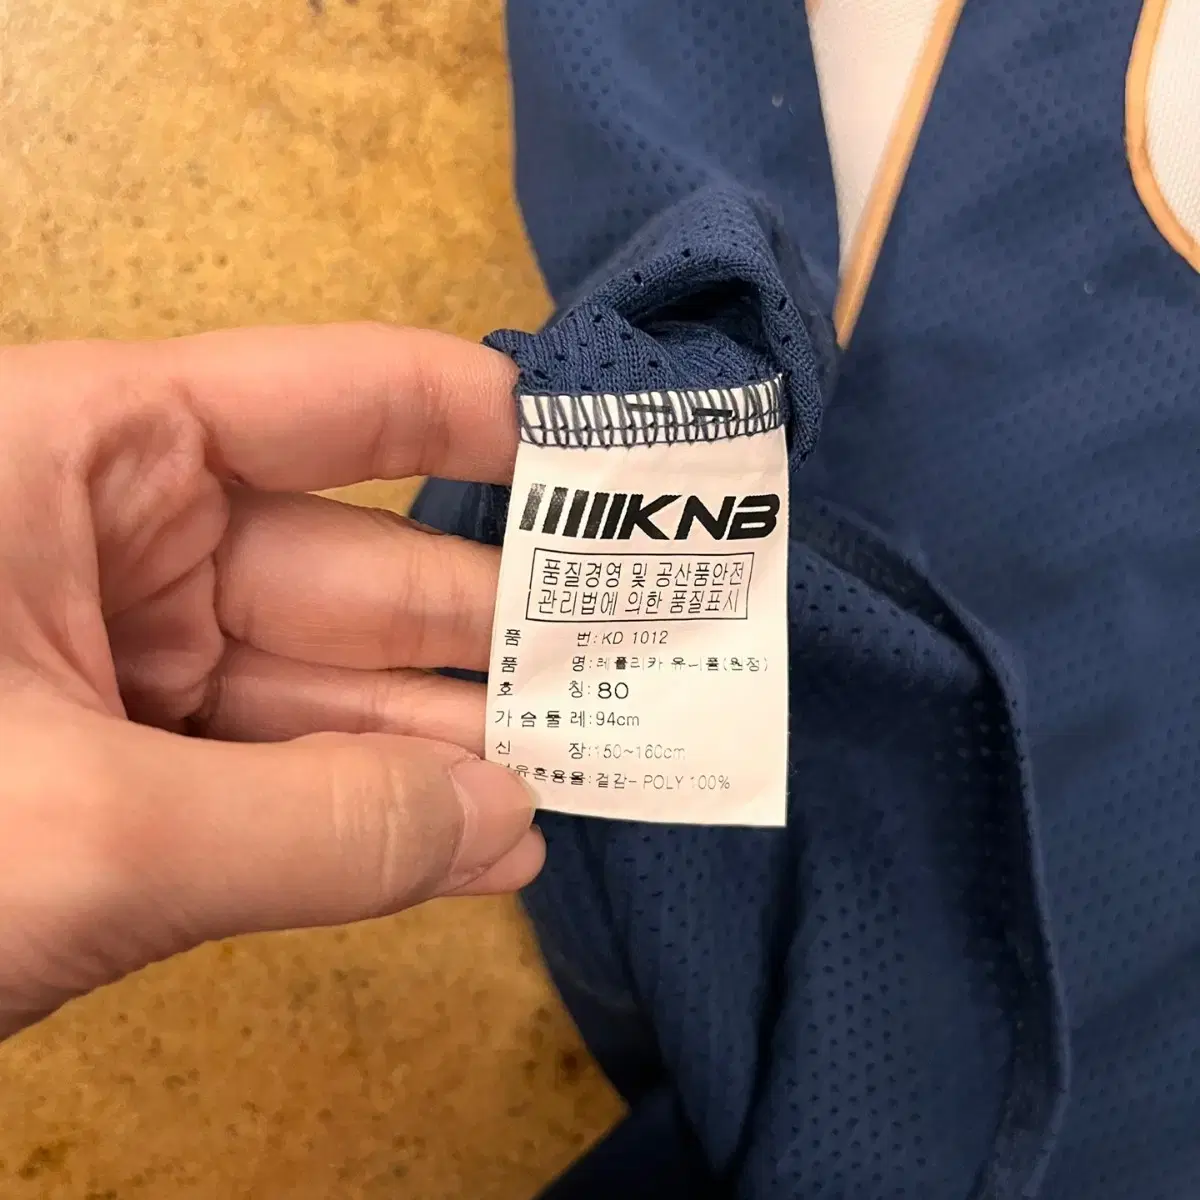 KNB
품질경영 및 공산품안전
관리법에 의한 품질표시
품 번:KD 1012
품 명:레플리카 유니폼(원정)
호 칭:80
가슴둘레:94cm
신 장:150~160cm
유혼용율:겉감-POLY 100%